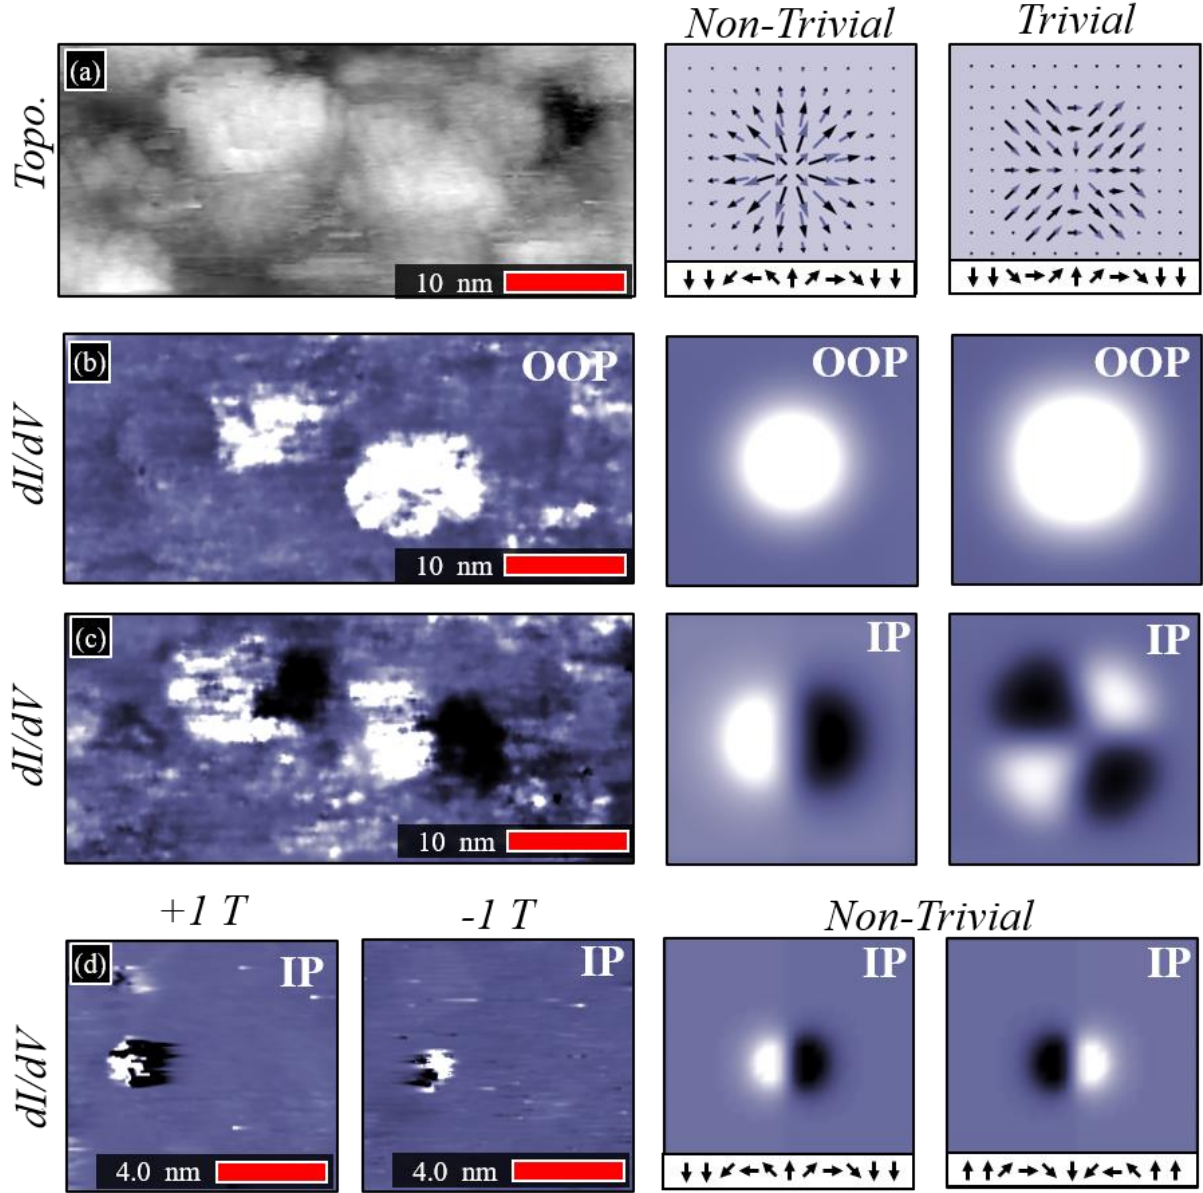 Non-Trivial
Trivial
Topo.
(a)
10 nm
dI/dV
(b)
OOP
10 nm
OOP
OOP
dI/dV
(c)
10 nm
IP
IP
+1 T
-1 T
Non-Trivial
dI/dV
(d)
IP
4.0 nm
IP
4.0 nm
IP
IP